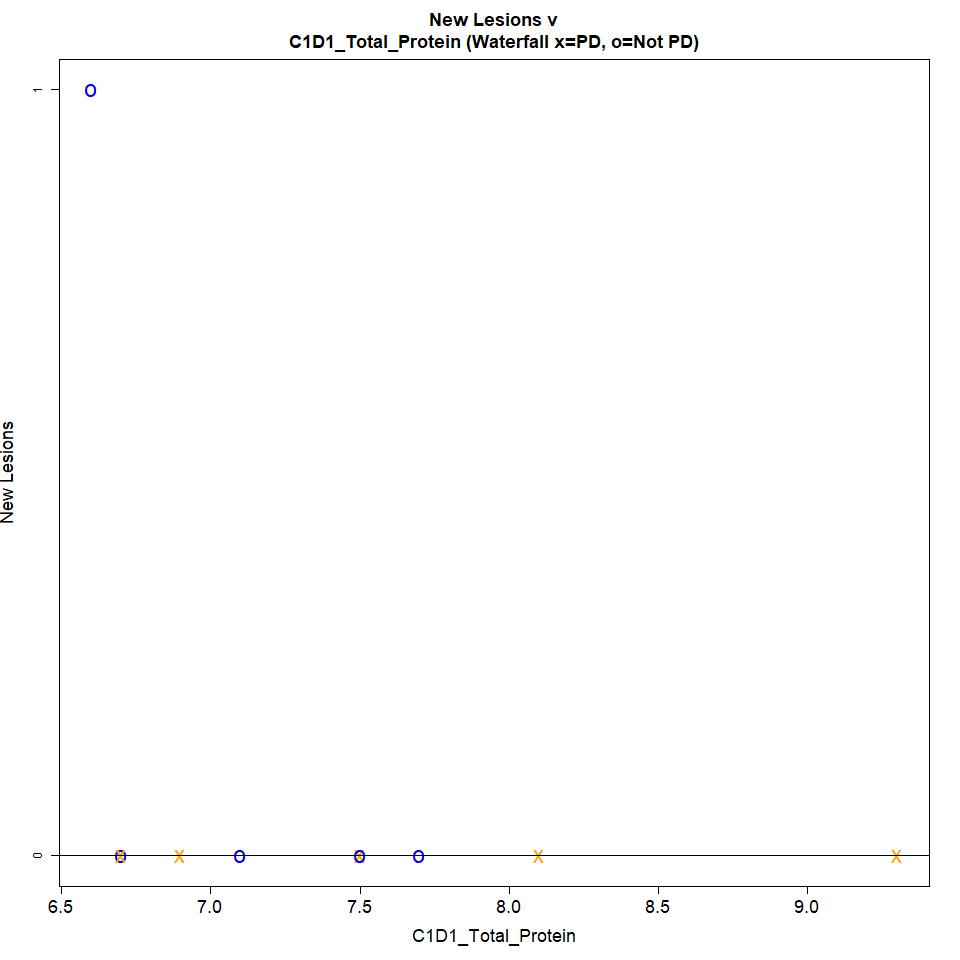 New Lesions v
C1D1_Total_Protein (Waterfall x=PD, o=Not PD)
1
0
New Lesions
6.5 7.0 7.5 8.0 8.5 9.0
C1D1_Total_Protein